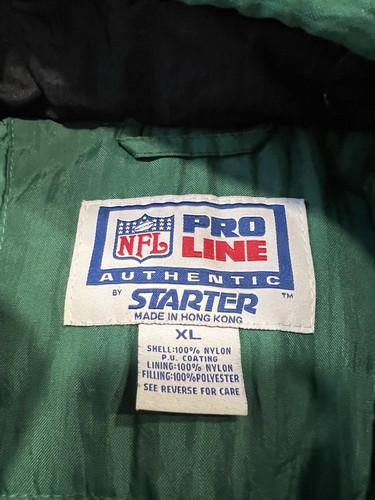 NFL
PRO
LINE
AUTHENTIC
BY STARTER TM
MADE IN HONG KONG
XL
SHELL:100% NYLON
P.U. COATING
LINING:100% NYLON
FILLING:100%POLYESTER
SEE REVERSE FOR CARE